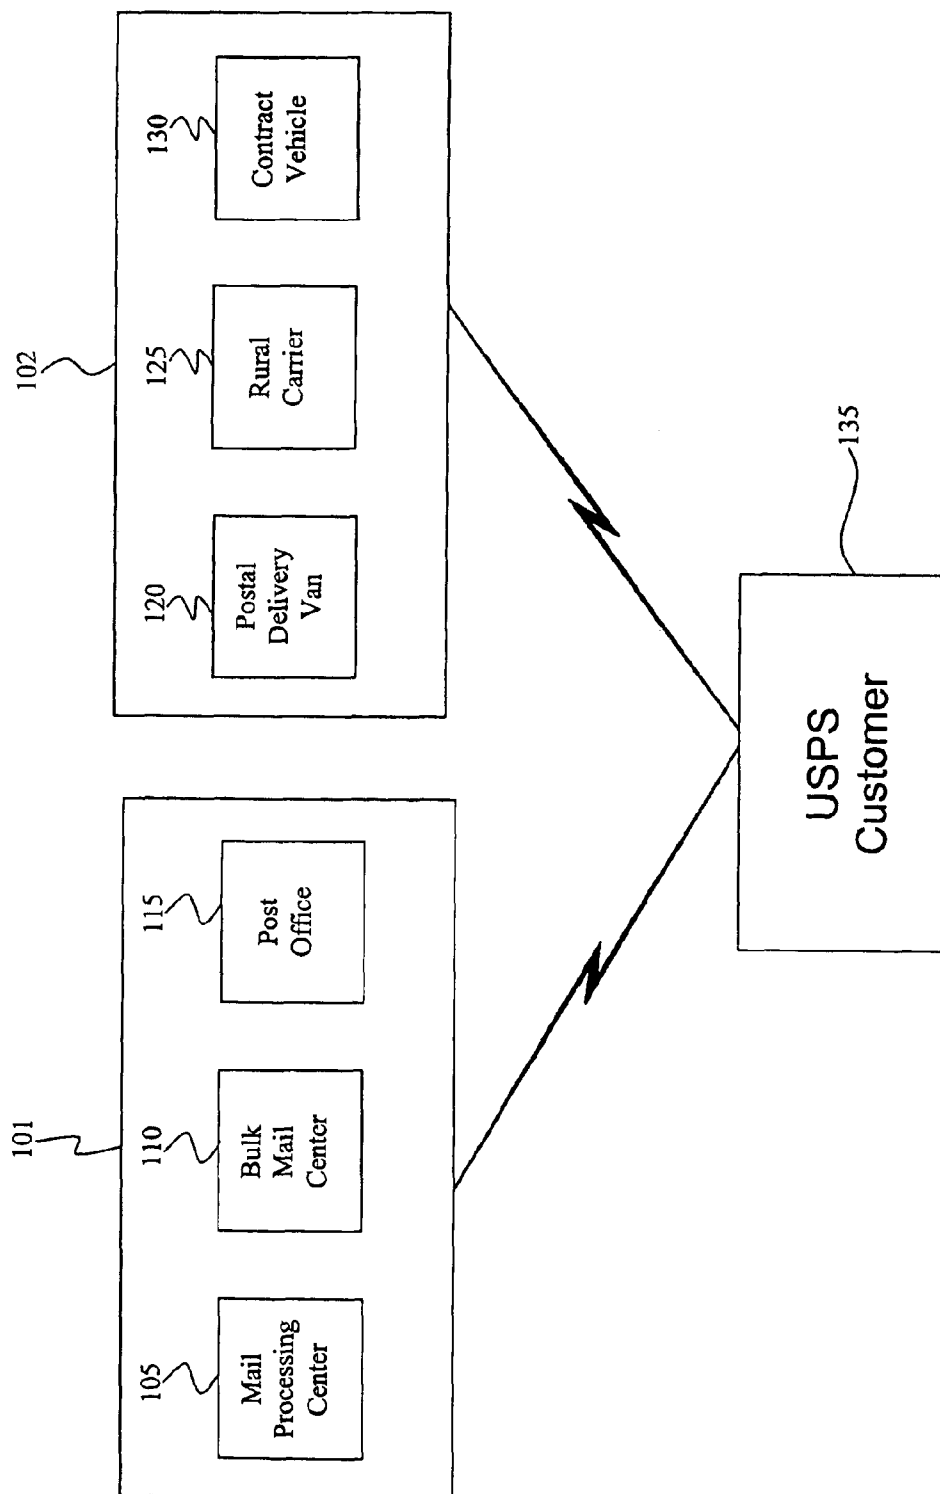 101
102
105
110
115
120
125
130
Mail
Processing
Center
Bulk
Mail
Center
Post
Office
Postal
Delivery
Van
Rural
Carrier
Contract
Vehicle
USPS
Customer
135